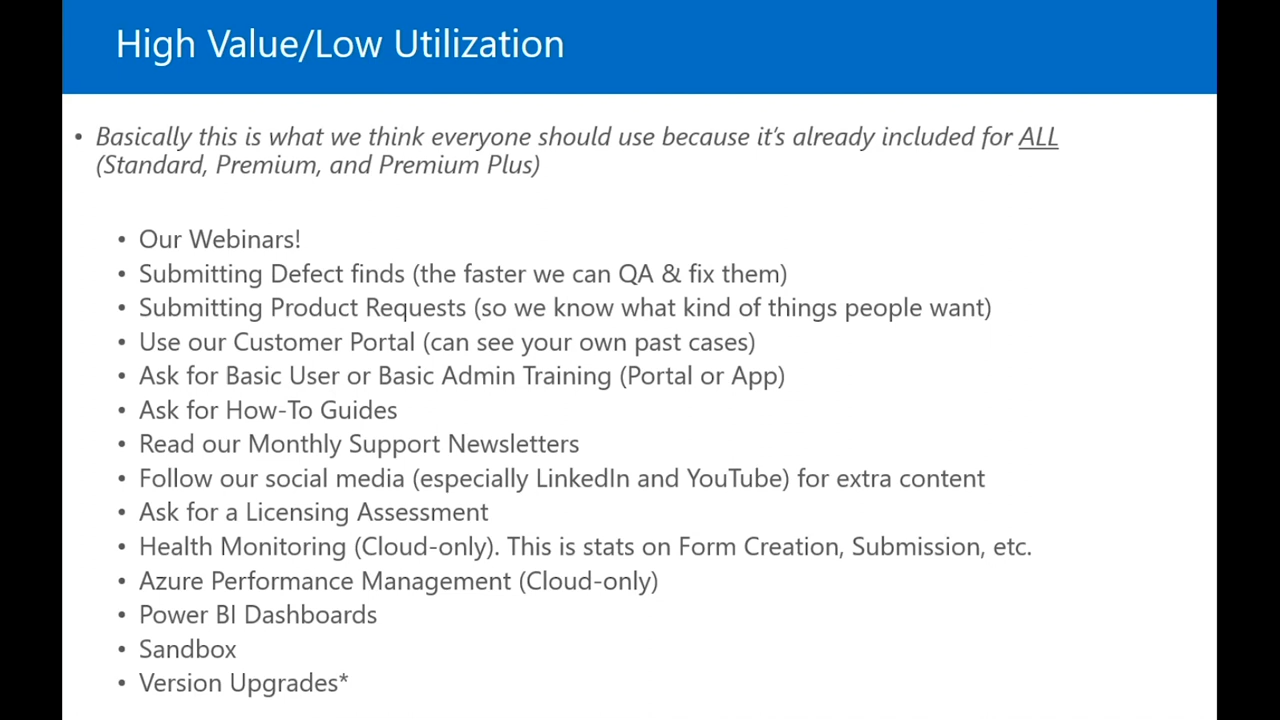 High Value/Low Utilization
• Basically this is what we think everyone should use because it's already included for ALL
(Standard, Premium, and Premium Plus)
• Our Webinars!
• Submitting Defect finds (the faster we can QA & fix them)
• Submitting Product Requests (so we know what kind of things people want)
• Use our Customer Portal (can see your own past cases)
• Ask for Basic User or Basic Admin Training (Portal or App)
• Ask for How-To Guides
• Read our Monthly Support Newsletters
• Follow our social media (especially LinkedIn and YouTube) for extra content
• Ask for a Licensing Assessment
• Health Monitoring (Cloud-only). This is stats on Form Creation, Submission, etc.
• Azure Performance Management (Cloud-only)
• Power BI Dashboards
• Sandbox
• Version Upgrades*